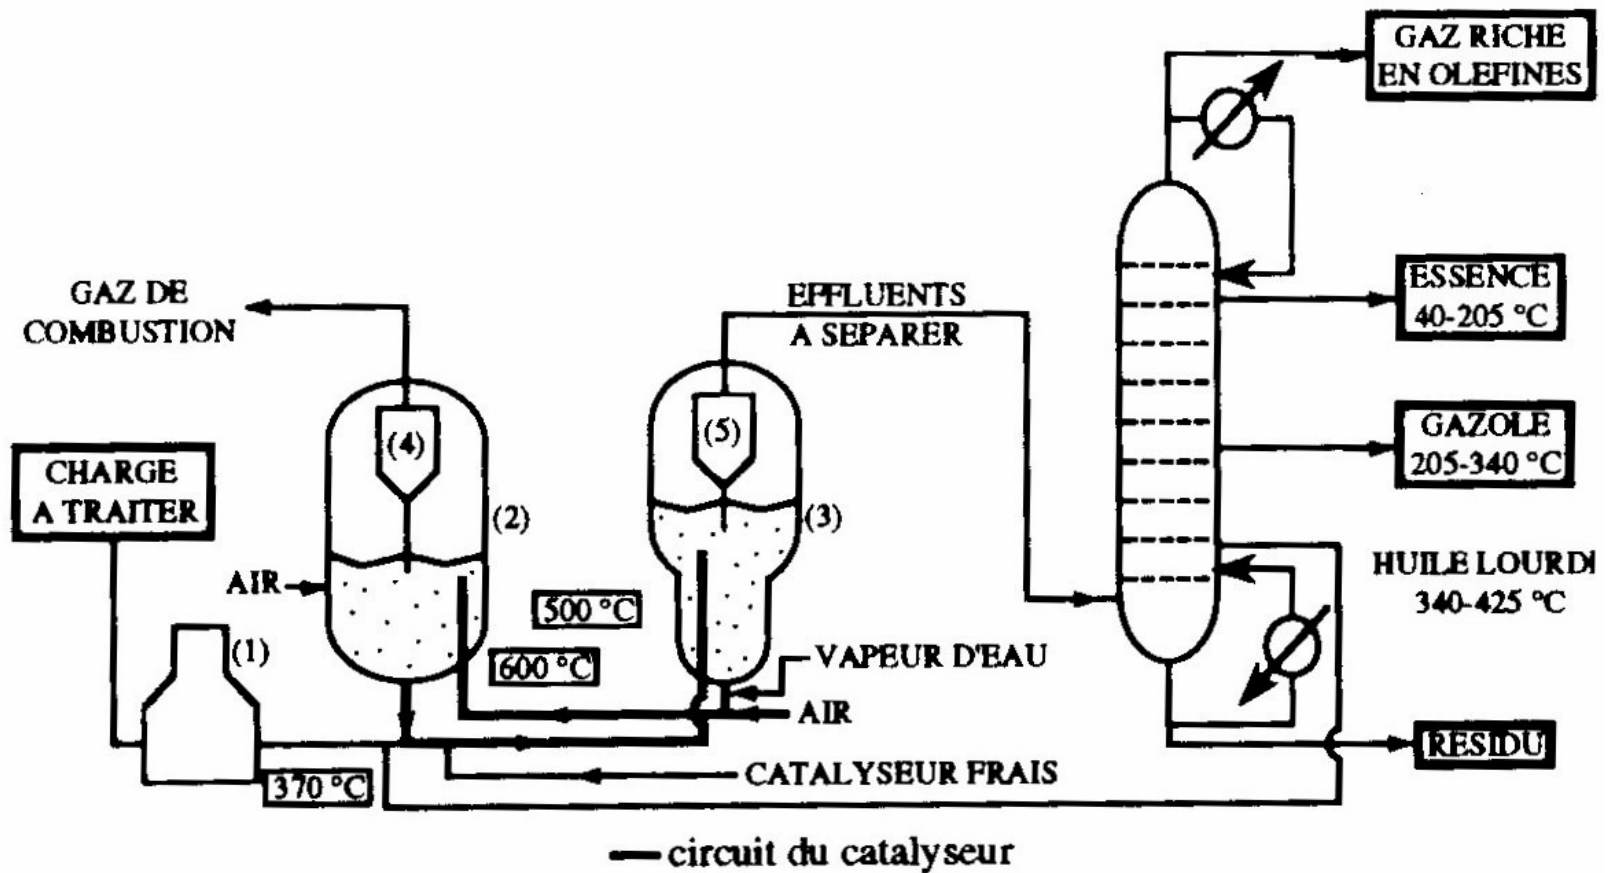 GAZ RICHE
EN OLEFINES
GAZ DE
COMBUSTION
EFFLUENTS
A SEPARER
ESSENCE
40-205 °C
(4)
(5)
CHARGE
A TRAITER
(2)
(3)
GAZOLE
205-340 °C
AIR
500 °C
HUILE LOURDI
340-425 °C
(1)
600 °C
VAPEUR D'EAU
AIR
RESIDU
370 °C
CATALYSEUR FRAIS
circuit du catalyseur